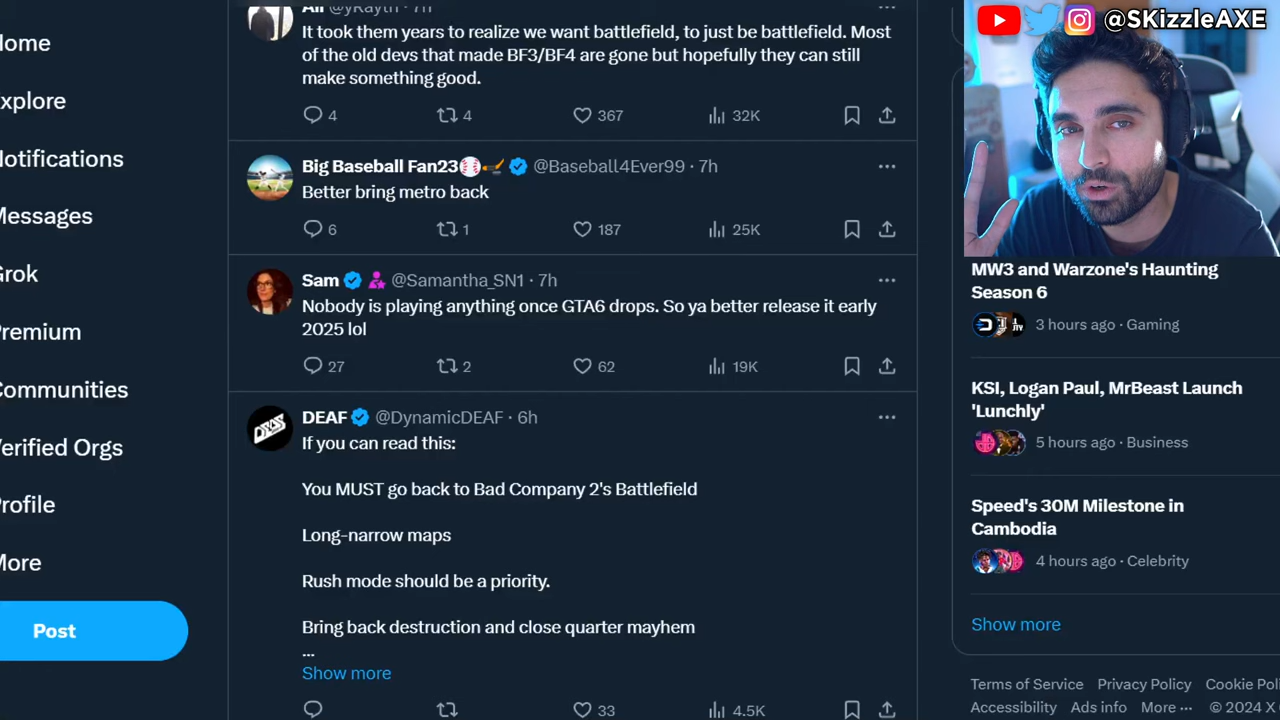 Home
Explore
Notifications
Messages
Grok
Premium
Communities
Verified Orgs
Profile
More
Post
Ali @yRayth · 7h
It took them years to realize we want battlefield, to just be battlefield. Most
of the old devs that made BF3/BF4 are gone but hopefully they can still
make something good.
4 4 367 32K
Big Baseball Fan23 @Baseball4Ever99 · 7h
Better bring metro back
6 1 187 25K
Sam @Samantha_SN1 · 7h
Nobody is playing anything once GTA6 drops. So ya better release it early
2025 lol
27 2 62 19K
DEAF @DynamicDEAF · 6h
If you can read this:
You MUST go back to Bad Company 2's Battlefield
Long-narrow maps
Rush mode should be a priority.
Bring back destruction and close quarter mayhem
...
Show more
33 4.5K
@SKizzleAXE
MW3 and Warzone's Haunting
Season 6
3 hours ago · Gaming
KSI, Logan Paul, MrBeast Launch
'Lunchly'
5 hours ago · Business
Speed's 30M Milestone in
Cambodia
4 hours ago · Celebrity
Show more
Terms of Service Privacy Policy Cookie Poli
Accessibility Ads info More ··· © 2024 X